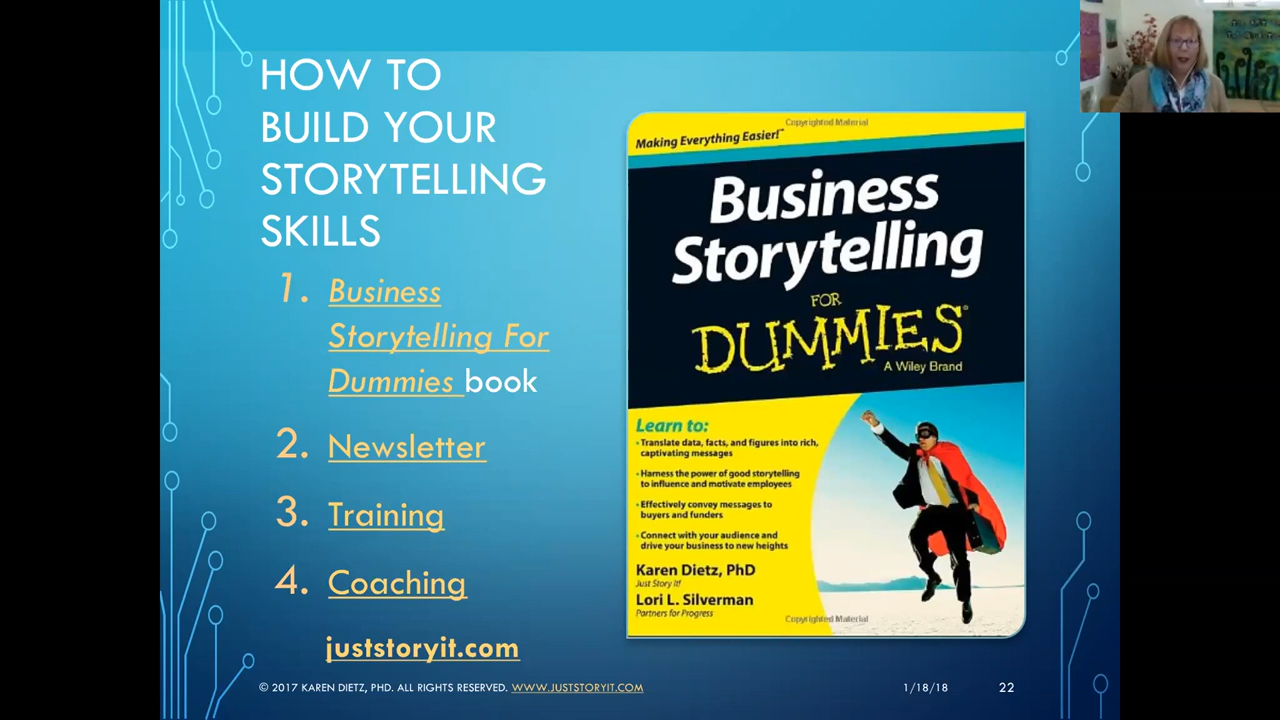 HOW TO
BUILD YOUR
STORYTELLING
SKILLS
1. Business
Storytelling For
Dummies book
2. Newsletter
3. Training
4. Coaching
juststoryit.com
Copyrighted Material
Making Everything Easier!™
Business
Storytelling
FOR
DUMMIES®
A Wiley Brand
Learn to:
• Translate data, facts, and figures into rich,
captivating messages
• Harness the power of good storytelling
to influence and motivate employees
• Effectively convey messages to
buyers and funders
• Connect with your audience and
drive your business to new heights
Karen Dietz, PhD
Just Story It!
Lori L. Silverman
Partners for Progress
Copyrighted Material
© 2017 KAREN DIETZ, PHD. ALL RIGHTS RESERVED. WWW.JUSTSTORYIT.COM
1/18/18
22